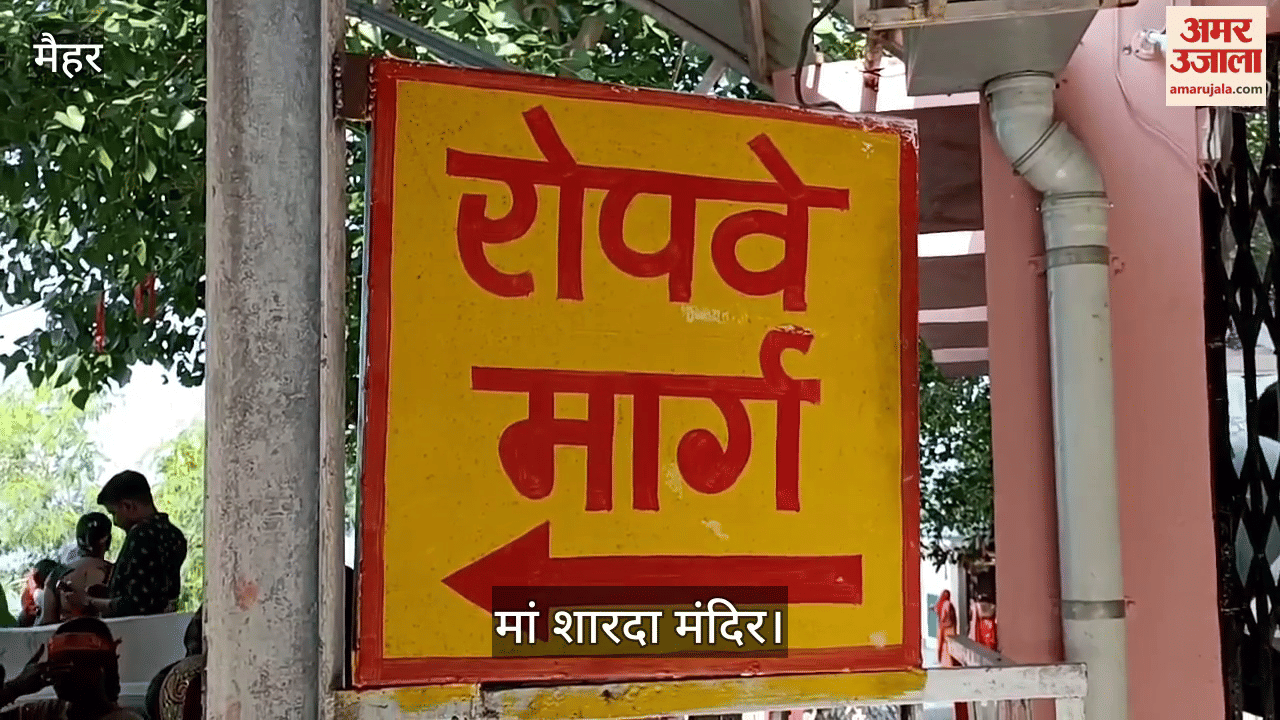 मैहर
अमर
उजाला
amarujala.com
रोपवे
मार्ग
मां शारदा मंदिर।